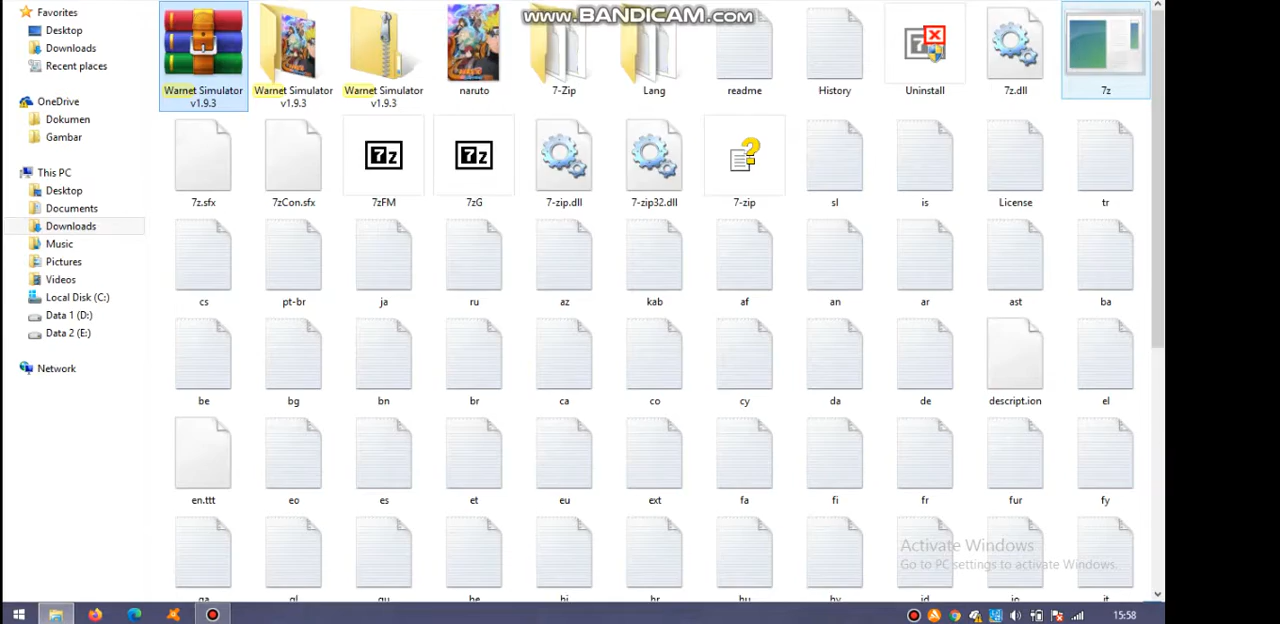 www.BANDICAM.com
Favorites
Desktop
Downloads
Recent places
OneDrive
Dokumen
Gambar
This PC
Desktop
Documents
Downloads
Music
Pictures
Videos
Local Disk (C:)
Data 1 (D:)
Data 2 (E:)
Network
Warnet Simulator v1.9.3
Warnet Simulator v1.9.3
Warnet Simulator v1.9.3
naruto
7-Zip
Lang
readme
History
Uninstall
7z.dll
7z
7z.sfx
7zCon.sfx
7z
7zFM
7z
7zG
7-zip.dll
7-zip32.dll
7-zip
sl
is
License
tr
cs
pt-br
ja
ru
az
kab
af
an
ar
ast
ba
be
bg
bn
br
ca
co
cy
da
de
descript.ion
el
en.ttt
eo
es
et
eu
ext
fa
fi
fr
fur
fy
Activate Windows
Go to PC settings to activate Windows.
15:58